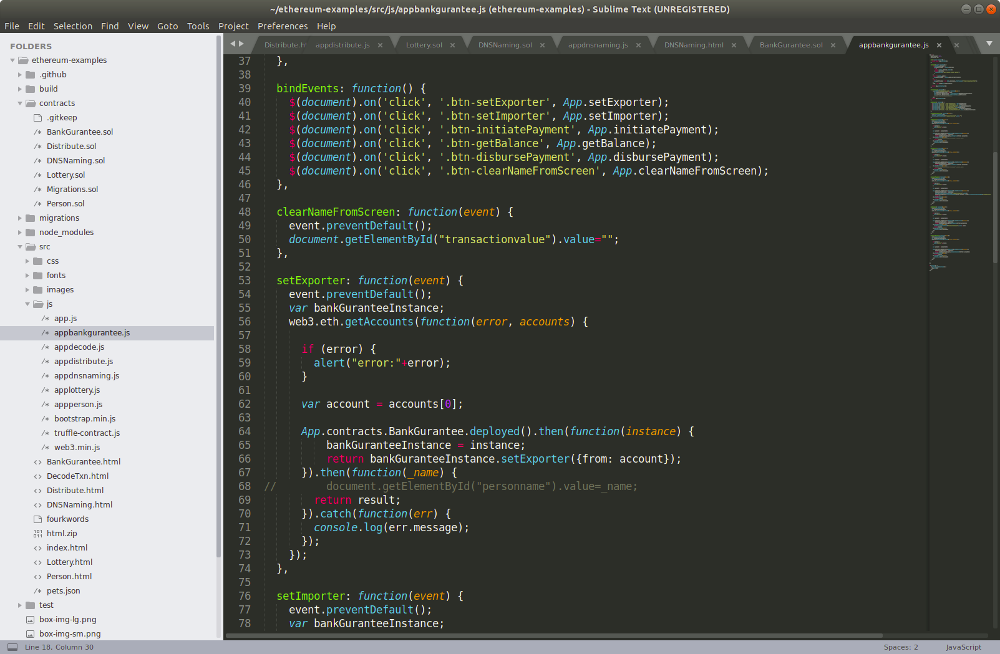 ~/ethereum-examples/src/js/appbankgurantee.js (ethereum-examples) - Sublime Text (UNREGISTERED)
File Edit Selection Find View Goto Tools Project Preferences Help
FOLDERS
ethereum-examples
.github
build
contracts
.gitkeep
BankGurantee.sol
Distribute.sol
DNSNaming.sol
Lottery.sol
Migrations.sol
Person.sol
migrations
node_modules
src
css
fonts
images
js
app.js
appbankgurantee.js
appdecode.js
appdistribute.js
appdnsnaming.js
applottery.js
appperson.js
bootstrap.min.js
truffle-contract.js
web3.min.js
BankGurantee.html
DecodeTxn.html
Distribute.html
DNSNaming.html
fourkwords
html.zip
index.html
Lottery.html
Person.html
pets.json
test
box-img-lg.png
box-img-sm.png
Distribute.h appdistribute.js Lottery.sol DNSNaming.sol appdnsnaming.js DNSNaming.html BankGurantee.sol appbankgurantee.js
37 },
38
39 bindEvents: function() {
40 $(document).on('click', '.btn-setExporter', App.setExporter);
41 $(document).on('click', '.btn-setImporter', App.setImporter);
42 $(document).on('click', '.btn-initiatePayment', App.initiatePayment);
43 $(document).on('click', '.btn-getBalance', App.getBalance);
44 $(document).on('click', '.btn-disbursePayment', App.disbursePayment);
45 $(document).on('click', '.btn-clearNameFromScreen', App.clearNameFromScreen);
46 },
47
48 clearNameFromScreen: function(event) {
49 event.preventDefault();
50 document.getElementById("transactionvalue").value="";
51 },
52
53 setExporter: function(event) {
54 event.preventDefault();
55 var bankGuranteeInstance;
56 web3.eth.getAccounts(function(error, accounts) {
57
58 if (error) {
59 alert("error:"+error);
60 }
61
62 var account = accounts[0];
63
64 App.contracts.BankGurantee.deployed().then(function(instance) {
65 bankGuranteeInstance = instance;
66 return bankGuranteeInstance.setExporter({from: account});
67 }).then(function(_name) {
68 // document.getElementById("personname").value=_name;
69 return result;
70 }).catch(function(err) {
71 console.log(err.message);
72 });
73 });
74 },
75
76 setImporter: function(event) {
77 event.preventDefault();
78 var bankGuranteeInstance;
Line 18, Column 30
Spaces: 2
JavaScript